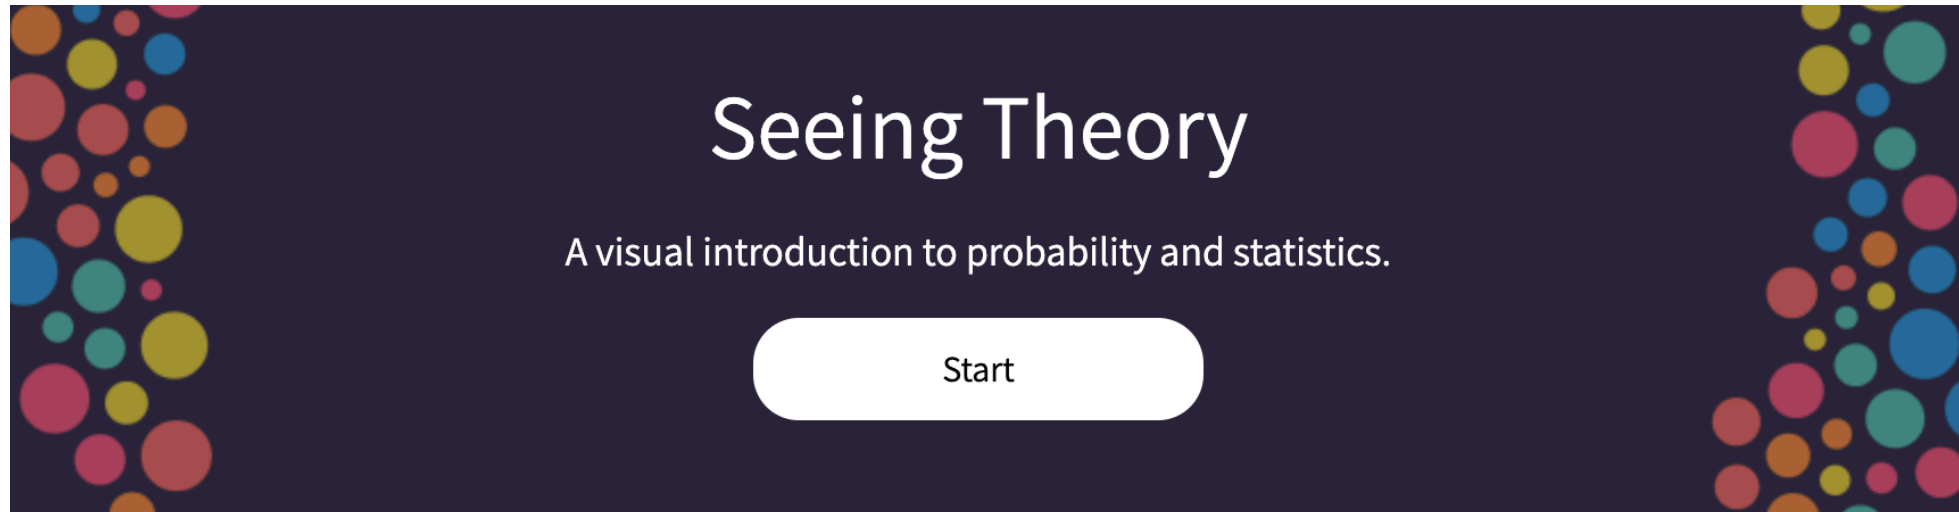 Seeing Theory
A visual introduction to probability and statistics.
Start